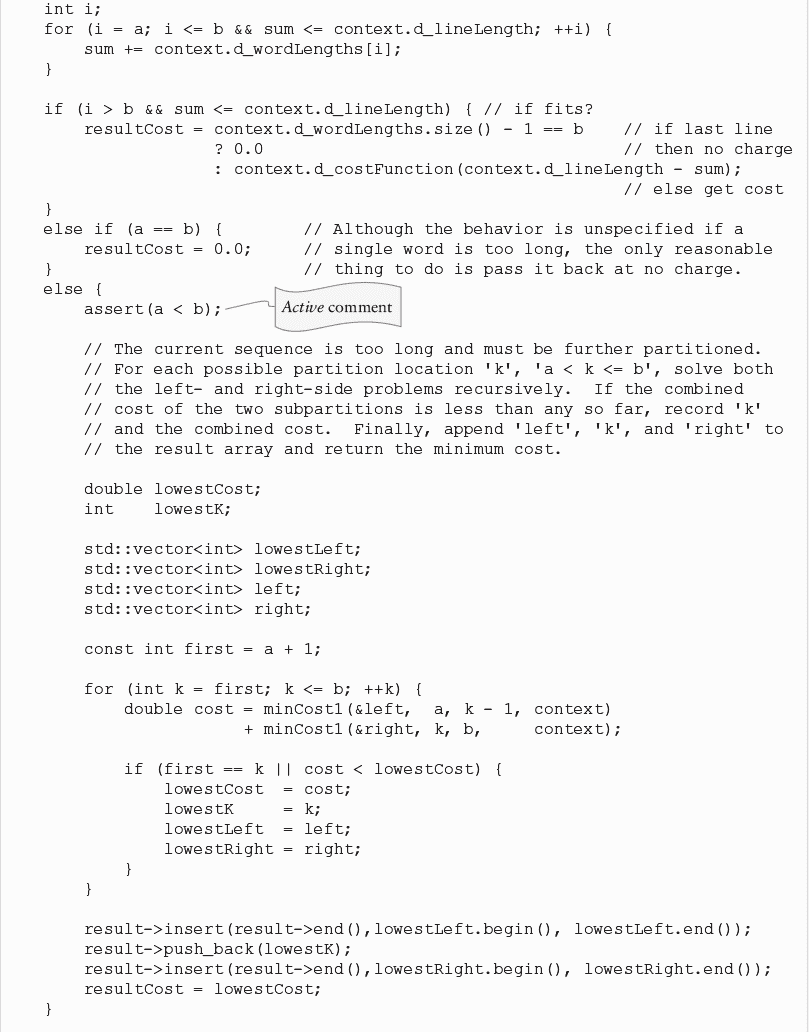 int i;
for (i = a; i <= b && sum <= context.d_lineLength; ++i) {
    sum += context.d_wordLengths[i];
}

if (i > b && sum <= context.d_lineLength) { // if fits?
    resultCost = context.d_wordLengths.size() - 1 == b    // if last line
                 ? 0.0                                    // then no charge
                 : context.d_costFunction(context.d_lineLength - sum);
                                                          // else get cost
}
else if (a == b) {        // Although the behavior is unspecified if a
    resultCost = 0.0;     // single word is too long, the only reasonable
}                         // thing to do is pass it back at no charge.
else {
    assert(a < b); Active comment

    // The current sequence is too long and must be further partitioned.
    // For each possible partition location 'k', 'a < k <= b', solve both
    // the left- and right-side problems recursively.  If the combined
    // cost of the two subpartitions is less than any so far, record 'k'
    // and the combined cost.  Finally, append 'left', 'k', and 'right' to
    // the result array and return the minimum cost.

    double lowestCost;
    int    lowestK;

    std::vector<int> lowestLeft;
    std::vector<int> lowestRight;
    std::vector<int> left;
    std::vector<int> right;

    const int first = a + 1;

    for (int k = first; k <= b; ++k) {
        double cost = minCost1(&left,  a, k - 1, context)
                    + minCost1(&right, k, b,     context);

        if (first == k || cost < lowestCost) {
            lowestCost  = cost;
            lowestK     = k;
            lowestLeft  = left;
            lowestRight = right;
        }
    }

    result->insert(result->end(),lowestLeft.begin(), lowestLeft.end());
    result->push_back(lowestK);
    result->insert(result->end(),lowestRight.begin(), lowestRight.end());
    resultCost = lowestCost;
}